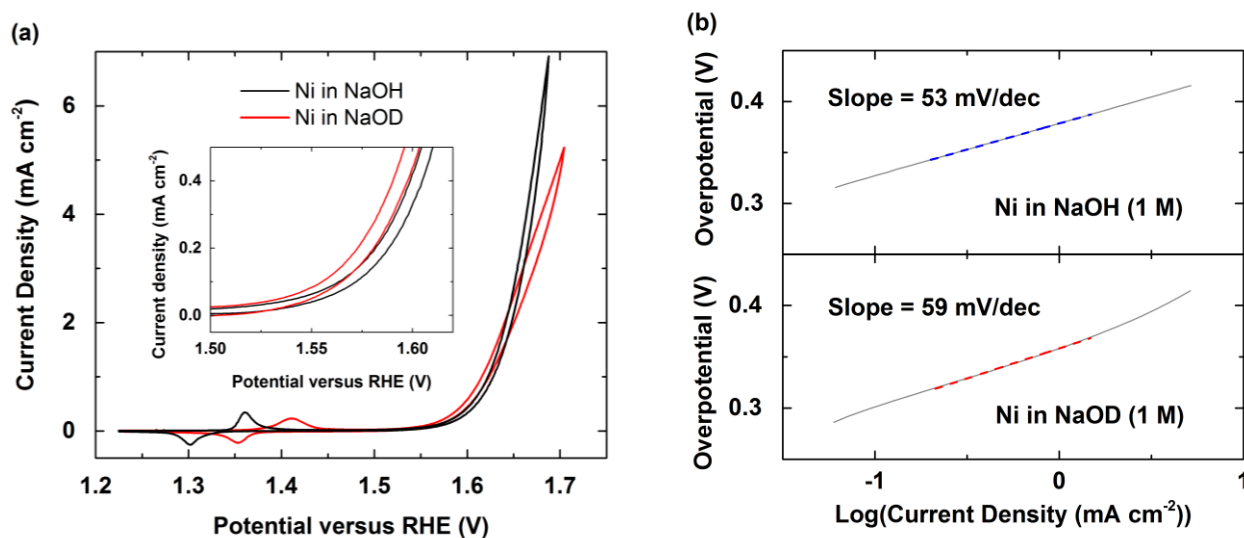 (a)
Current Density (mA cm⁻²)
6
4
2
0
1.2 1.3 1.4 1.5 1.6 1.7
Potential versus RHE (V)
Ni in NaOH
Ni in NaOD
Current density (mA cm⁻²)
0.4
0.2
0.0
1.50 1.55 1.60
Potential versus RHE (V)
(b)
Overpotential (V)
0.4
0.3
Slope = 53 mV/dec
Ni in NaOH (1 M)
Overpotential (V)
0.4
0.3
Slope = 59 mV/dec
Ni in NaOD (1 M)
-1 0 1
Log(Current Density (mA cm⁻²))